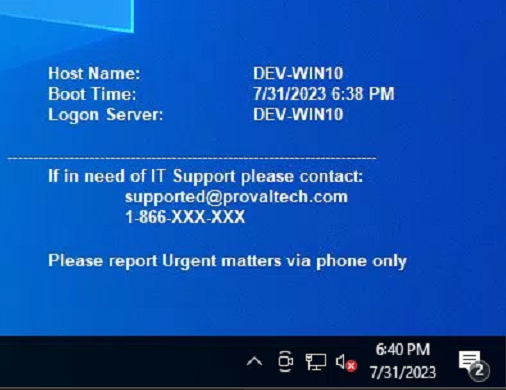 Host Name: DEV-WIN10
Boot Time: 7/31/2023 6:38 PM
Logon Server: DEV-WIN10
If in need of IT Support please contact:
supported@provaltech.com
1-866-XXX-XXX
Please report Urgent matters via phone only
6:40 PM
7/31/2023
2